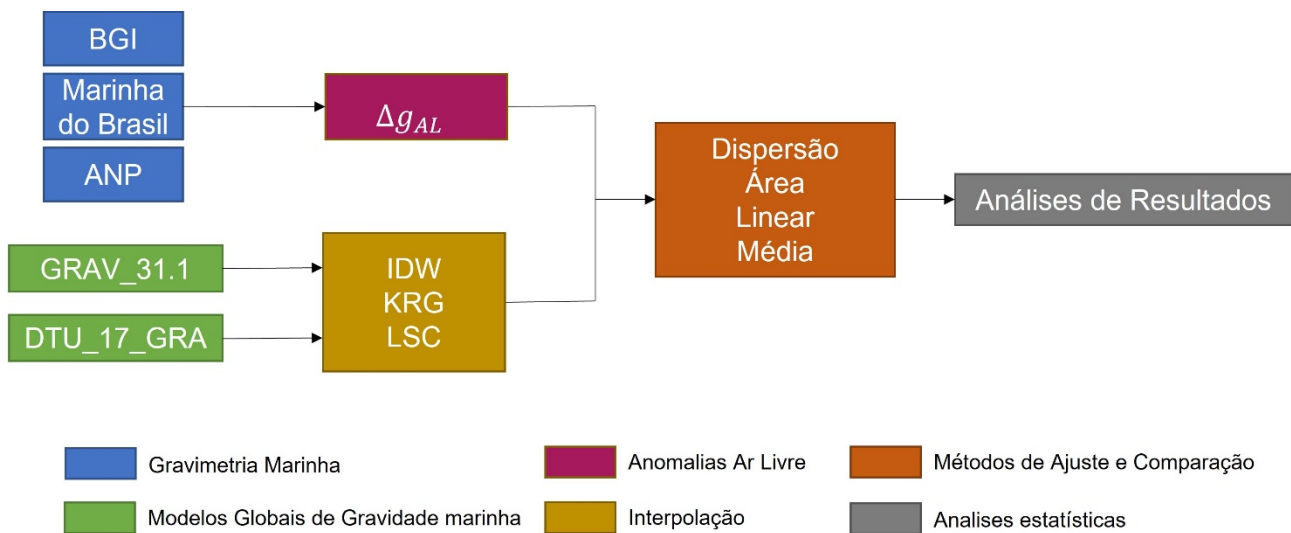 BGI
Marinha
do Brasil
ANP
Δg_AL
GRAV_31.1
DTU_17_GRA
IDW
KRG
LSC
Dispersão
Área
Linear
Média
Análises de Resultados
Gravimetria Marinha
Anomalias Ar Livre
Métodos de Ajuste e Comparação
Modelos Globais de Gravidade marinha
Interpolação
Analises estatísticas